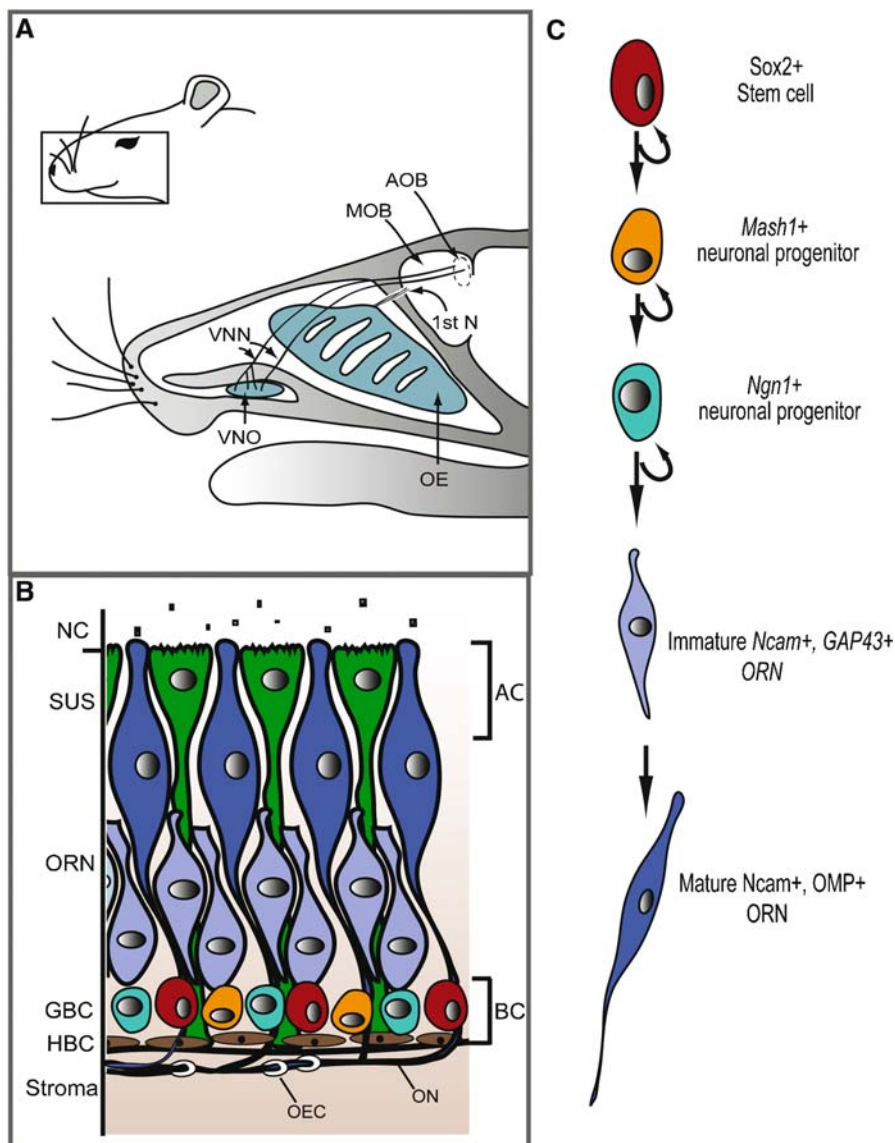 A
AOB
MOB
1st N
VNN
VNO
OE
B
NC
SUS
ORN
GBC
HBC
Stroma
AC
BC
OEC
ON
C
Sox2+
Stem cell
Mash1+
neuronal progenitor
Ngn1+
neuronal progenitor
Immature Ncam+, GAP43+
ORN
Mature Ncam+, OMP+
ORN